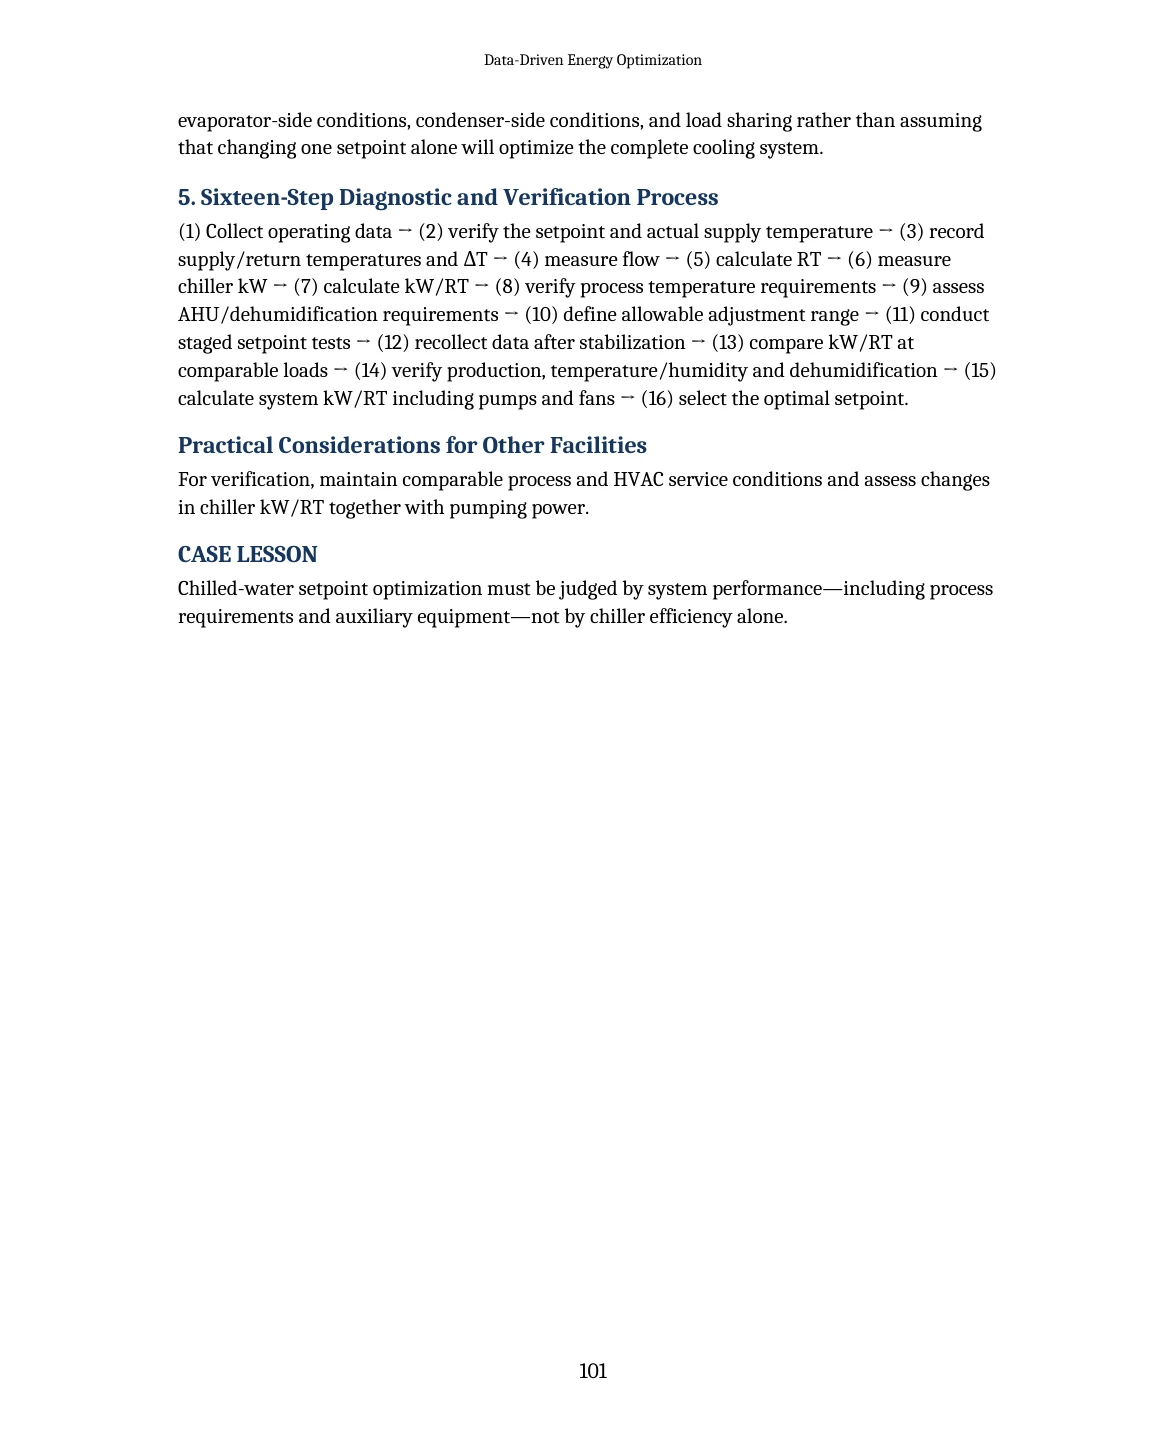 Data-Driven Energy Optimization
evaporator-side conditions, condenser-side conditions, and load sharing rather than assuming
that changing one setpoint alone will optimize the complete cooling system.
5. Sixteen-Step Diagnostic and Verification Process
(1) Collect operating data → (2) verify the setpoint and actual supply temperature → (3) record
supply/return temperatures and ΔT → (4) measure flow → (5) calculate RT → (6) measure
chiller kW → (7) calculate kW/RT → (8) verify process temperature requirements → (9) assess
AHU/dehumidification requirements → (10) define allowable adjustment range → (11) conduct
staged setpoint tests → (12) recollect data after stabilization → (13) compare kW/RT at
comparable loads → (14) verify production, temperature/humidity and dehumidification → (15)
calculate system kW/RT including pumps and fans → (16) select the optimal setpoint.
Practical Considerations for Other Facilities
For verification, maintain comparable process and HVAC service conditions and assess changes
in chiller kW/RT together with pumping power.
CASE LESSON
Chilled-water setpoint optimization must be judged by system performance—including process
requirements and auxiliary equipment—not by chiller efficiency alone.
101